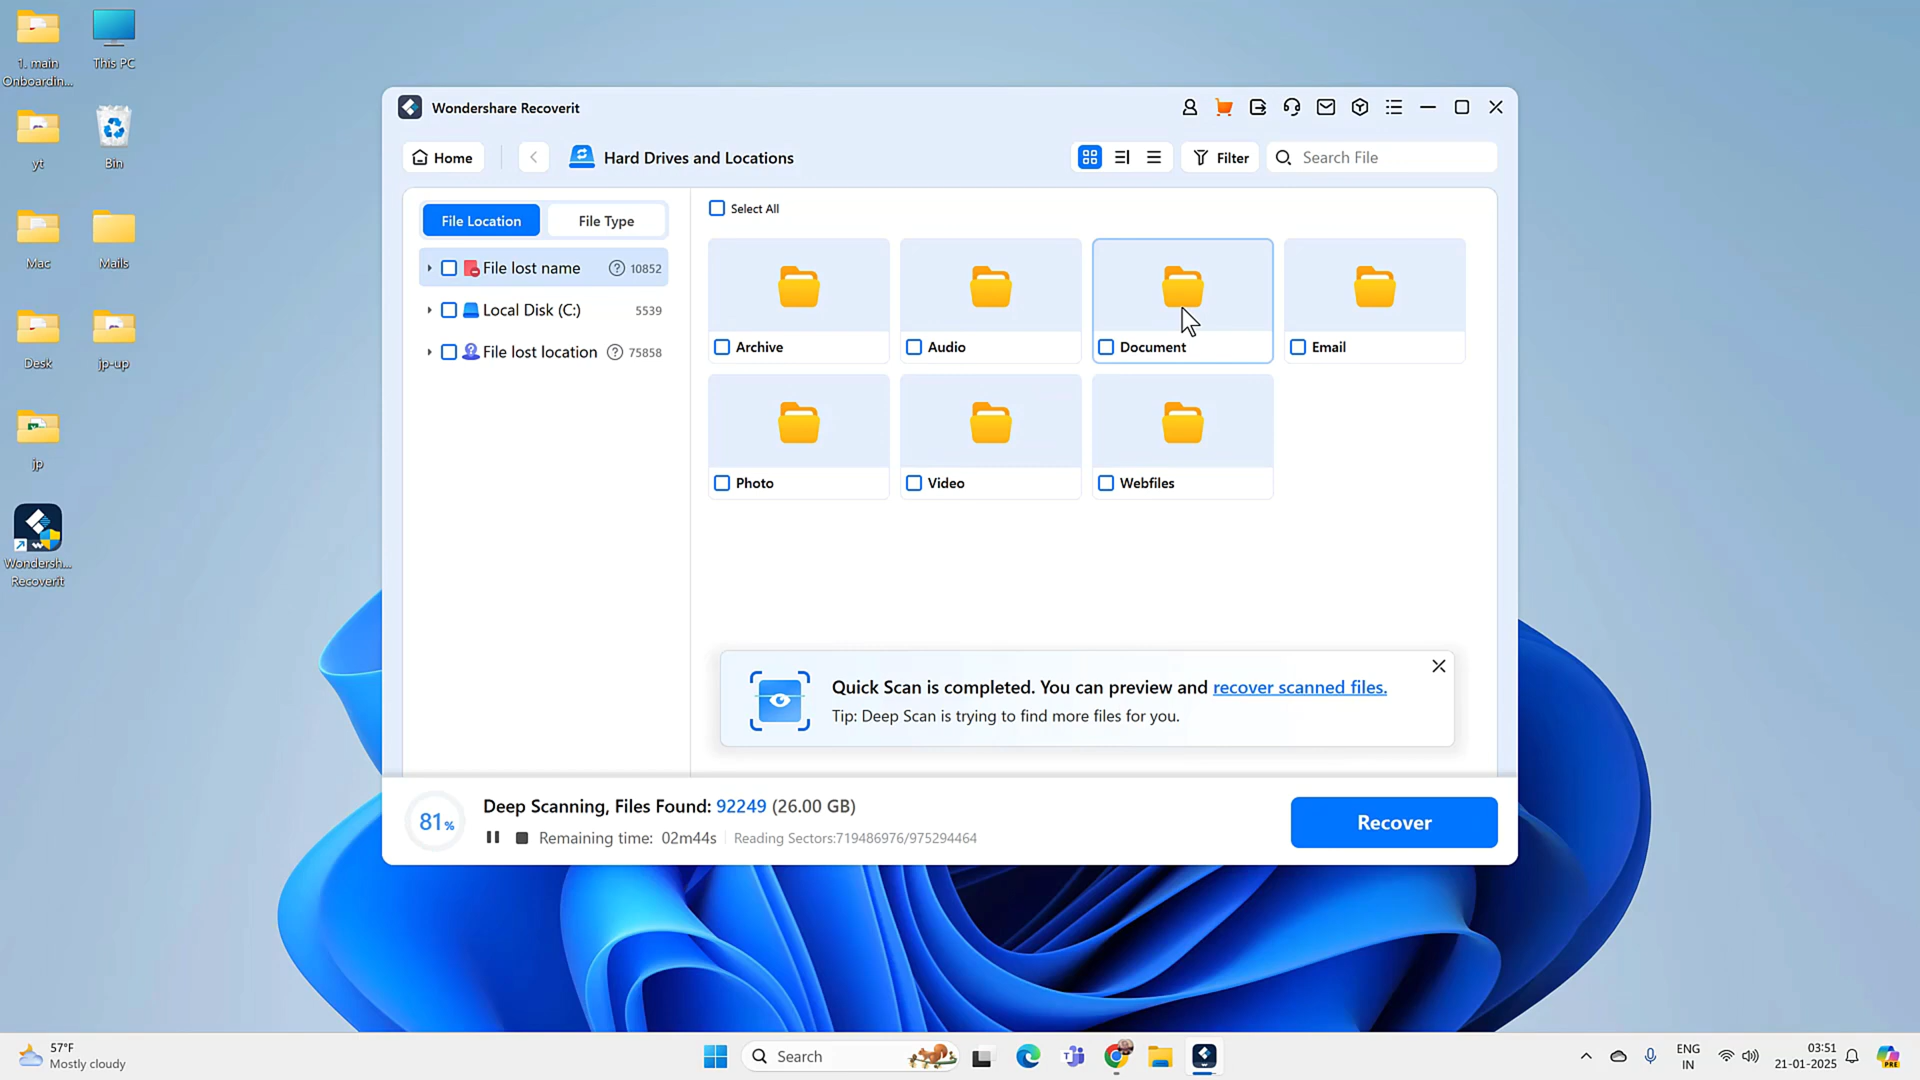 1. main
Onboardin...
This PC
yt
Bin
Mac
Mails
Desk
jp-up
jp
Wondersh...
Recoverit
Wondershare Recoverit
Home
Hard Drives and Locations
Filter
Search File
File Location
File Type
File lost name
10852
Local Disk (C:)
5539
File lost location
75858
Select All
Archive
Audio
Document
Email
Photo
Video
Webfiles
Quick Scan is completed. You can preview and recover scanned files.
Tip: Deep Scan is trying to find more files for you.
81%
Deep Scanning, Files Found: 92249 (26.00 GB)
Remaining time: 02m44s
Reading Sectors:719486976/975294464
Recover
57°F
Mostly cloudy
Search
ENG
IN
03:51
21-01-2025
PRE